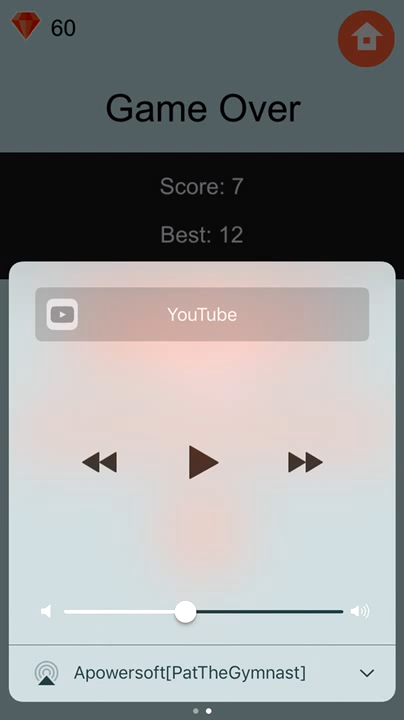 60
Game Over
Score: 7
Best: 12
YouTube
Apowersoft[PatTheGymnast]